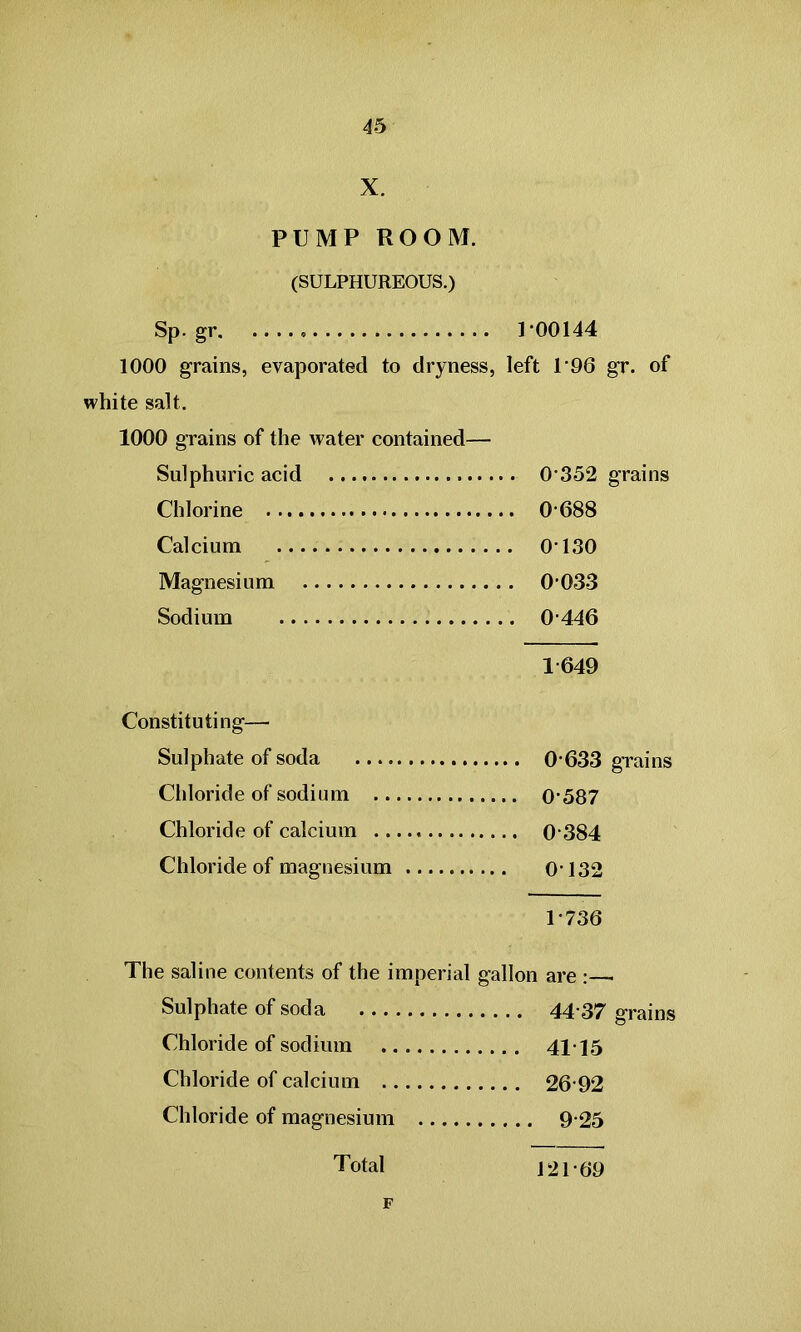 45
X.
PUMP ROOM.
(SULPHUREOUS.)
Sp. gr. ........................ 1·00144
1000 grains, evaporated to dryness, left 1·96 gr. of
white salt.
1000 grains of the water contained—
Sulphuric acid .................. 0·352 grains
Chlorine ........................ 0·688
Calcium ...................... 0·130
Magnesium ................... 0·033
Sodium ...................... 0·446
1·649
Constituting—
Sulphate of soda ................ 0·633 grains
Chloride of sodium .............. 0·587
Chloride of calcium .............. 0·384
Chloride of magnesium .......... 0·132
1·736
The saline contents of the imperial gallon are :—
Sulphate of soda ............... 44·37 grains
Chloride of sodium ............. 41·15
Chloride of calcium ............. 26·92
Chloride of magnesium ........... 9·25
Total 121·69
F